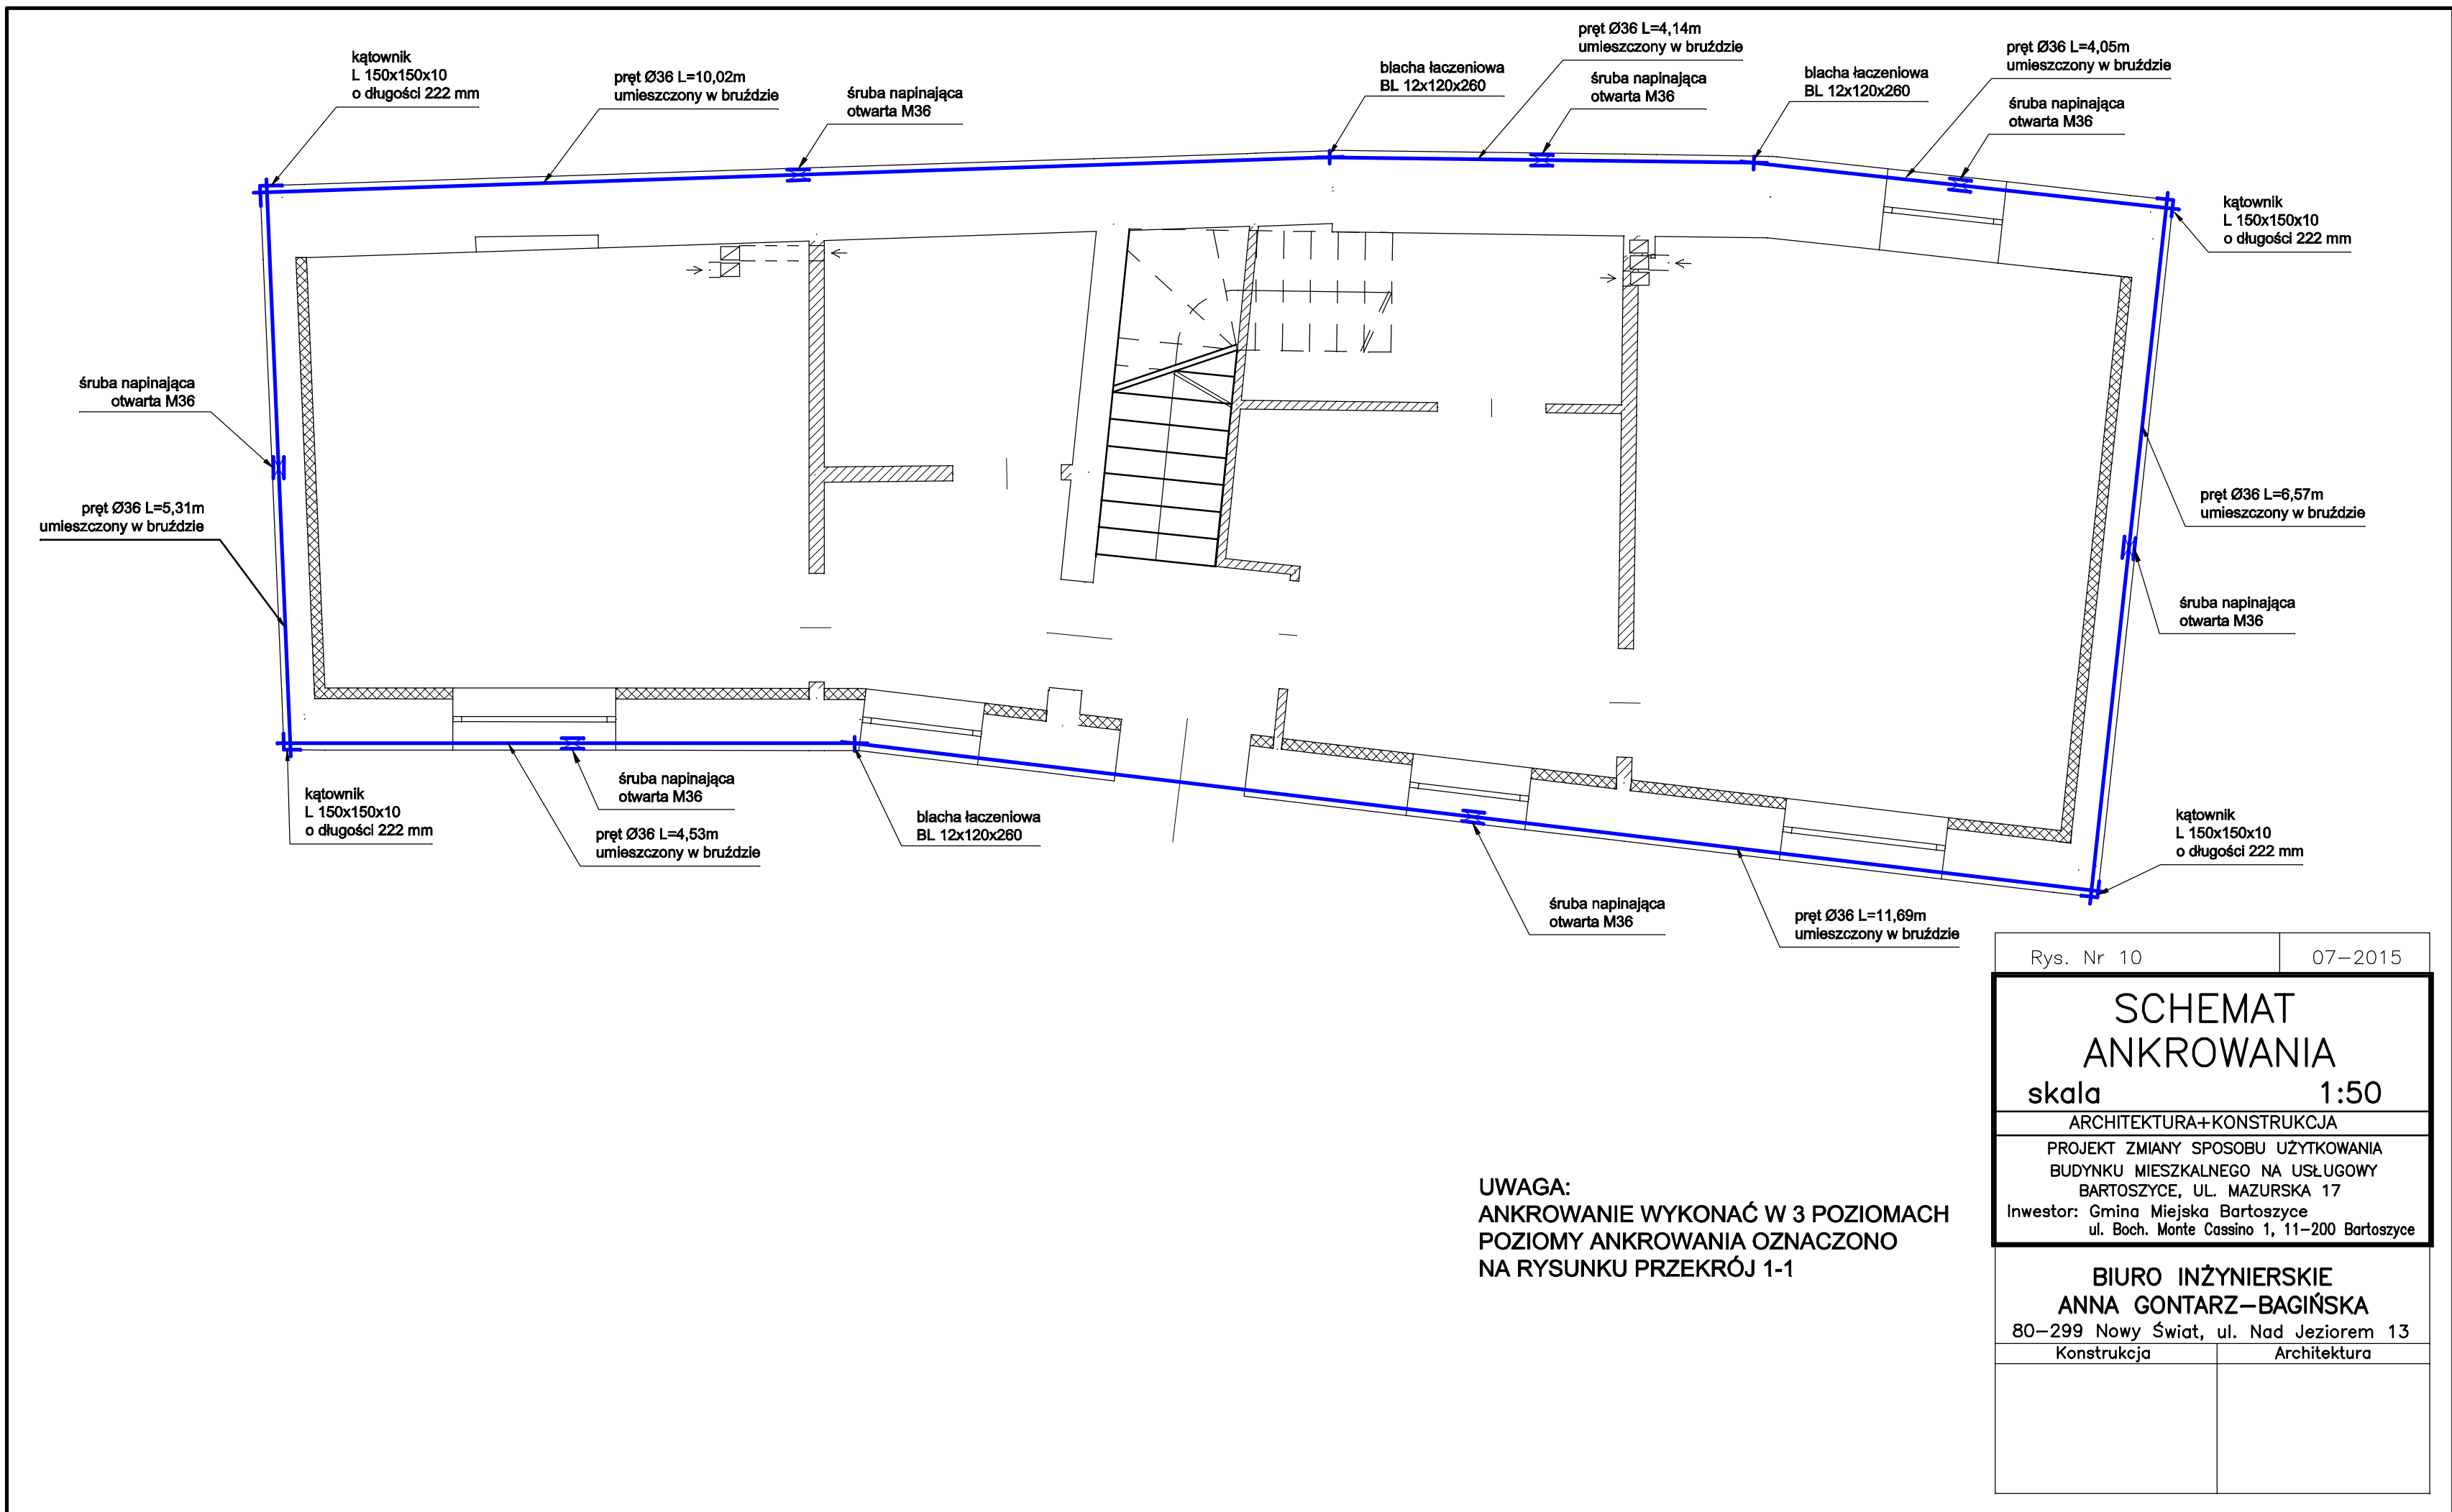 kątownik
L 150x150x10
o długości 222 mm
pręt Ø36 L=10,02m
umieszczony w bruździe
śruba napinająca
otwarta M36
blacha łaczeniowa
BL 12x120x260
pręt Ø36 L=4,14m
umieszczony w bruździe
śruba napinająca
otwarta M36
blacha łaczeniowa
BL 12x120x260
pręt Ø36 L=4,05m
umieszczony w bruździe
śruba napinająca
otwarta M36
kątownik
L 150x150x10
o długości 222 mm
śruba napinająca
otwarta M36
pręt Ø36 L=5,31m
umieszczony w bruździe
pręt Ø36 L=6,57m
umieszczony w bruździe
śruba napinająca
otwarta M36
kątownik
L 150x150x10
o długości 222 mm
śruba napinająca
otwarta M36
pręt Ø36 L=4,53m
umieszczony w bruździe
blacha łaczeniowa
BL 12x120x260
śruba napinająca
otwarta M36
pręt Ø36 L=11,69m
umieszczony w bruździe
kątownik
L 150x150x10
o długości 222 mm
UWAGA:
ANKROWANIE WYKONAĆ W 3 POZIOMACH
POZIOMY ANKROWANIA OZNACZONO
NA RYSUNKU PRZEKRÓJ 1-1
Rys. Nr 10 07-2015
SCHEMAT
ANKROWANIA
skala 1:50
ARCHITEKTURA+KONSTRUKCJA
PROJEKT ZMIANY SPOSOBU UŻYTKOWANIA
BUDYNKU MIESZKALNEGO NA USŁUGOWY
BARTOSZYCE, UL. MAZURSKA 17
Inwestor: Gmina Miejska Bartoszyce
ul. Boch. Monte Cassino 1, 11-200 Bartoszyce
BIURO INŻYNIERSKIE
ANNA GONTARZ-BAGIŃSKA
80-299 Nowy Świat, ul. Nad Jeziorem 13
Konstrukcja Architektura